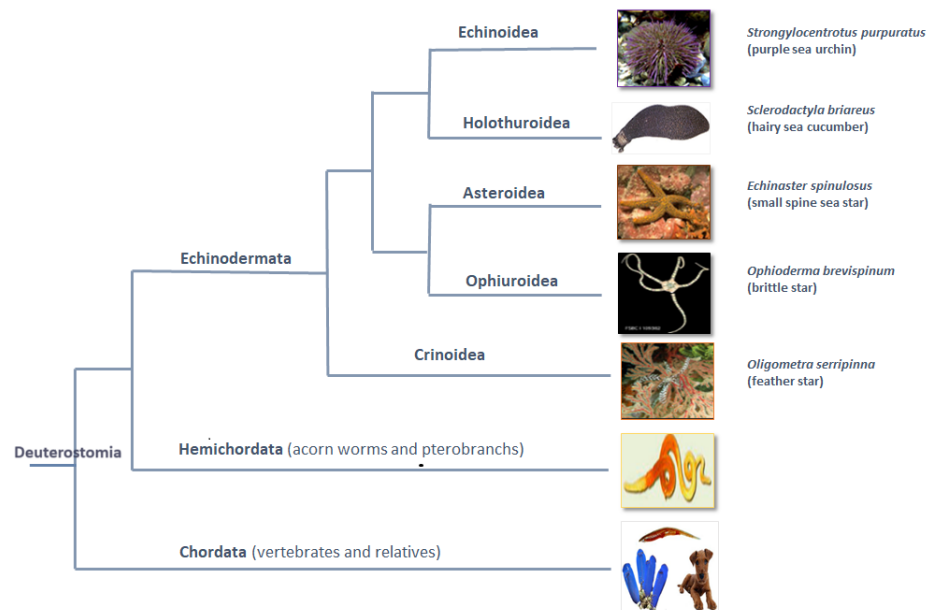 Echinoidea
Strongylocentrotus purpuratus
(purple sea urchin)
Holothuroidea
Sclerodactyla briareus
(hairy sea cucumber)
Asteroidea
Echinaster spinulosus
(small spine sea star)
Echinodermata
Ophiuroidea
Ophioderma brevispinum
(brittle star)
Crinoidea
Oligometra serripinna
(feather star)
Deuterostomia
Hemichordata (acorn worms and pterobranchs)
Chordata (vertebrates and relatives)